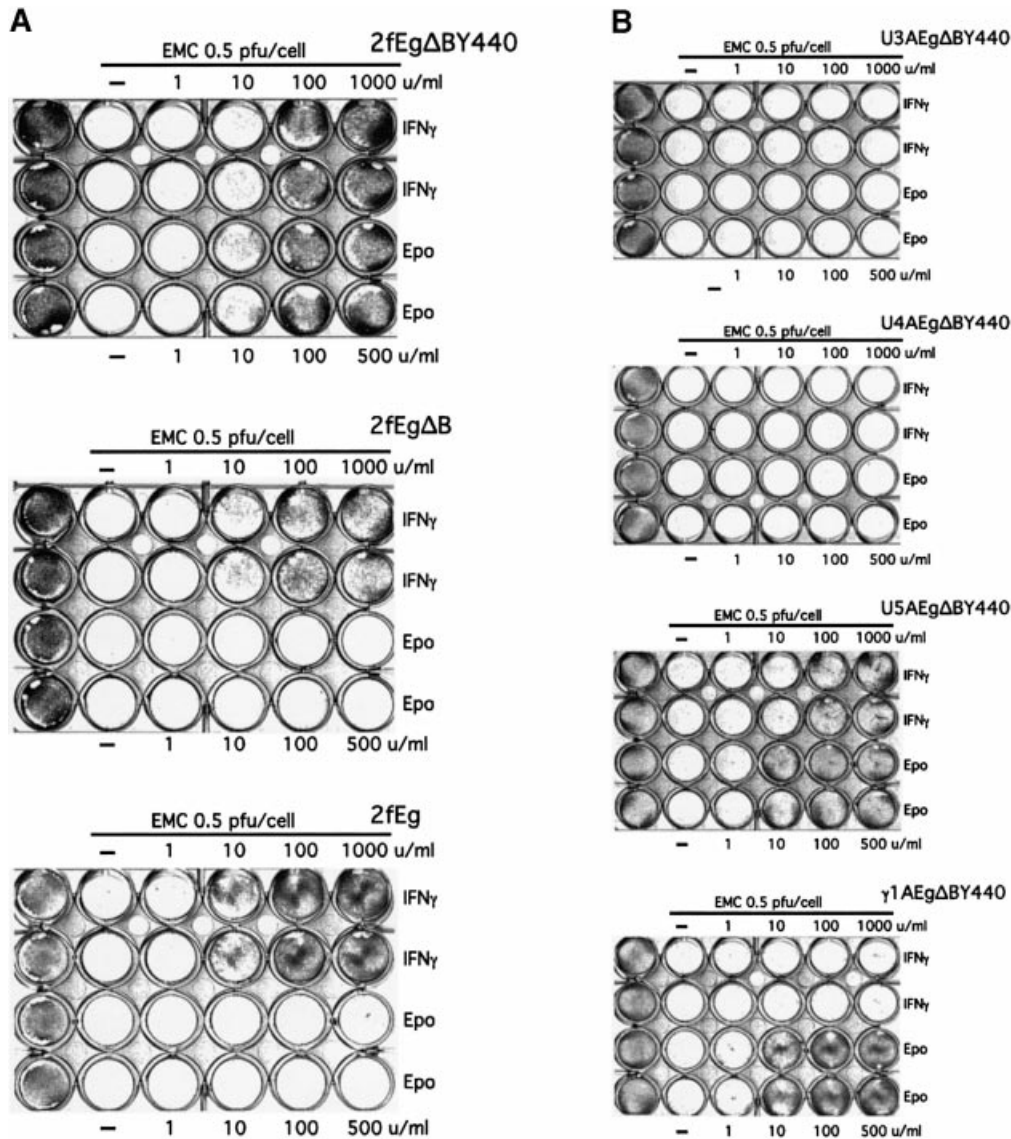 A
2fEgΔBY440
EMC 0.5 pfu/cell
– 1 10 100 1000 u/ml
IFNγ
IFNγ
Epo
Epo
– 1 10 100 500 u/ml
2fEgΔB
EMC 0.5 pfu/cell
– 1 10 100 1000 u/ml
IFNγ
IFNγ
Epo
Epo
– 1 10 100 500 u/ml
2fEg
EMC 0.5 pfu/cell
– 1 10 100 1000 u/ml
IFNγ
IFNγ
Epo
Epo
– 1 10 100 500 u/ml
B
U3AEgΔBY440
EMC 0.5 pfu/cell
– 1 10 100 1000 u/ml
IFNγ
IFNγ
Epo
Epo
– 1 10 100 500 u/ml
U4AEgΔBY440
EMC 0.5 pfu/cell
– 1 10 100 1000 u/ml
IFNγ
IFNγ
Epo
Epo
– 1 10 100 500 u/ml
U5AEgΔBY440
EMC 0.5 pfu/cell
– 1 10 100 1000 u/ml
IFNγ
IFNγ
Epo
Epo
– 1 10 100 500 u/ml
γ1AEgΔBY440
EMC 0.5 pfu/cell
– 1 10 100 1000 u/ml
IFNγ
IFNγ
Epo
Epo
– 1 10 100 500 u/ml